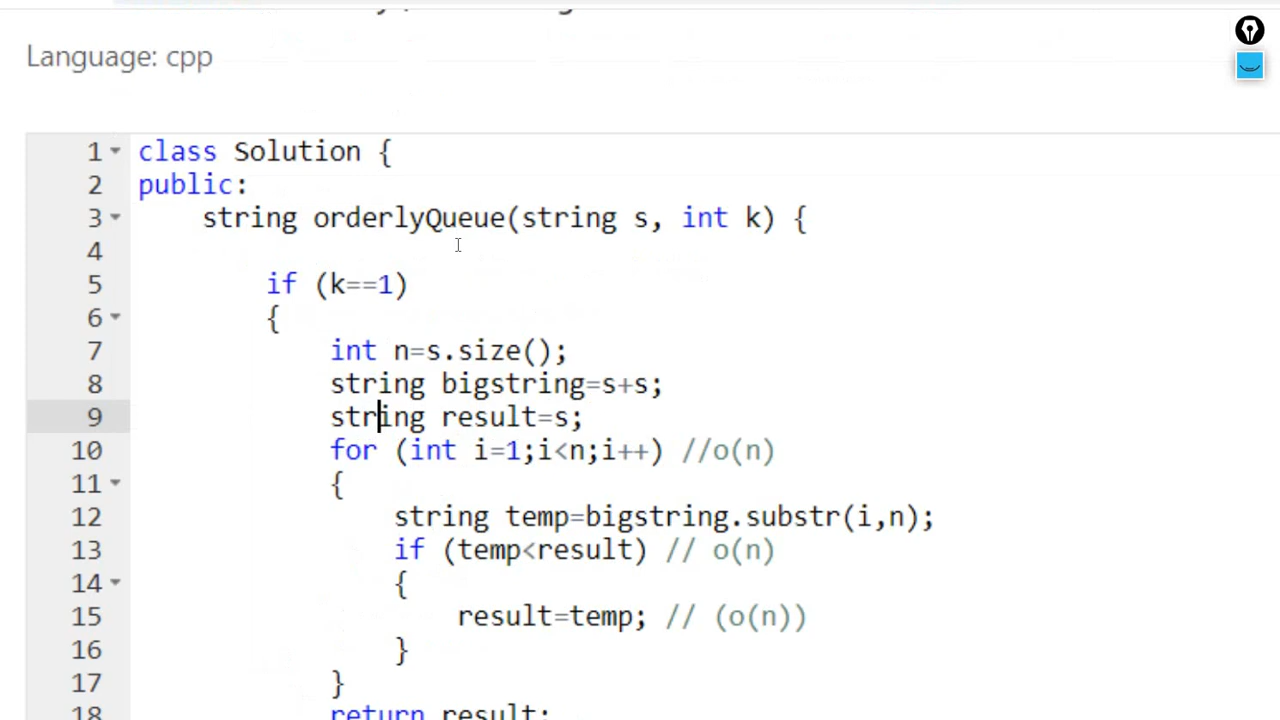 Language: cpp
1 class Solution {
2 public:
3 string orderlyQueue(string s, int k) {
4
5 if (k==1)
6 {
7 int n=s.size();
8 string bigstring=s+s;
9 string result=s;
10 for (int i=1;i<n;i++) //o(n)
11 {
12 string temp=bigstring.substr(i,n);
13 if (temp<result) // o(n)
14 {
15 result=temp; // (o(n))
16 }
17 }
18 return result;